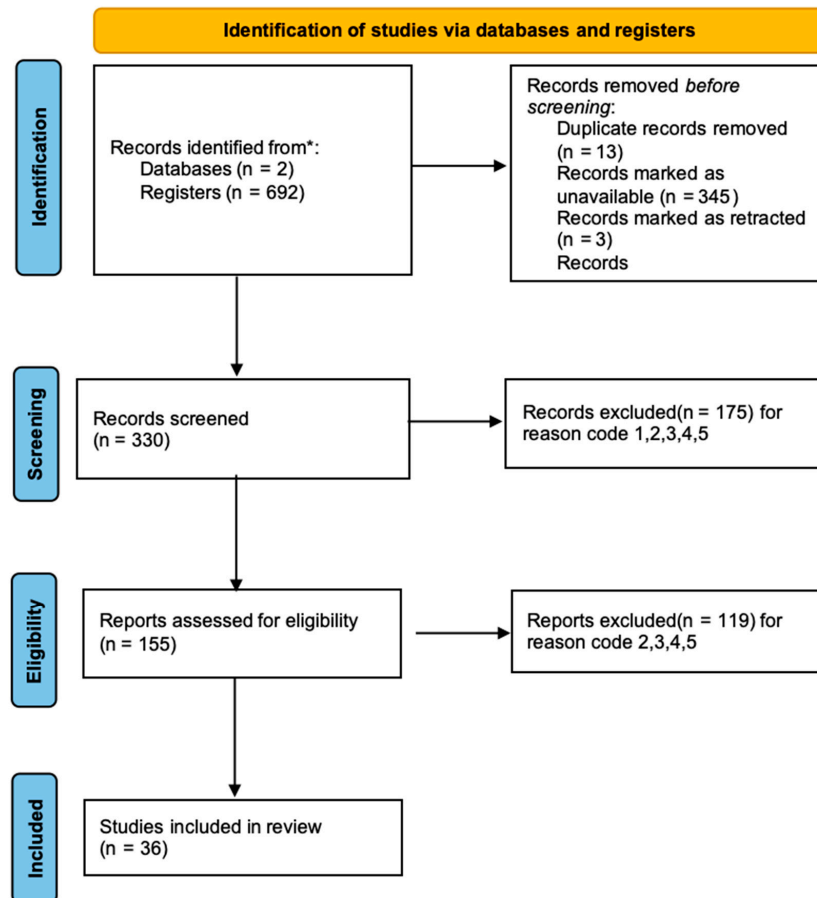 Identification of studies via databases and registers
Identification
Records identified from*:
Databases (n = 2)
Registers (n = 692)
Records removed before
screening:
Duplicate records removed
(n = 13)
Records marked as
unavailable (n = 345)
Records marked as retracted
(n = 3)
Records
Screening
Records screened
(n = 330)
Records excluded(n = 175) for
reason code 1,2,3,4,5
Eligibility
Reports assessed for eligibility
(n = 155)
Reports excluded(n = 119) for
reason code 2,3,4,5
Included
Studies included in review
(n = 36)